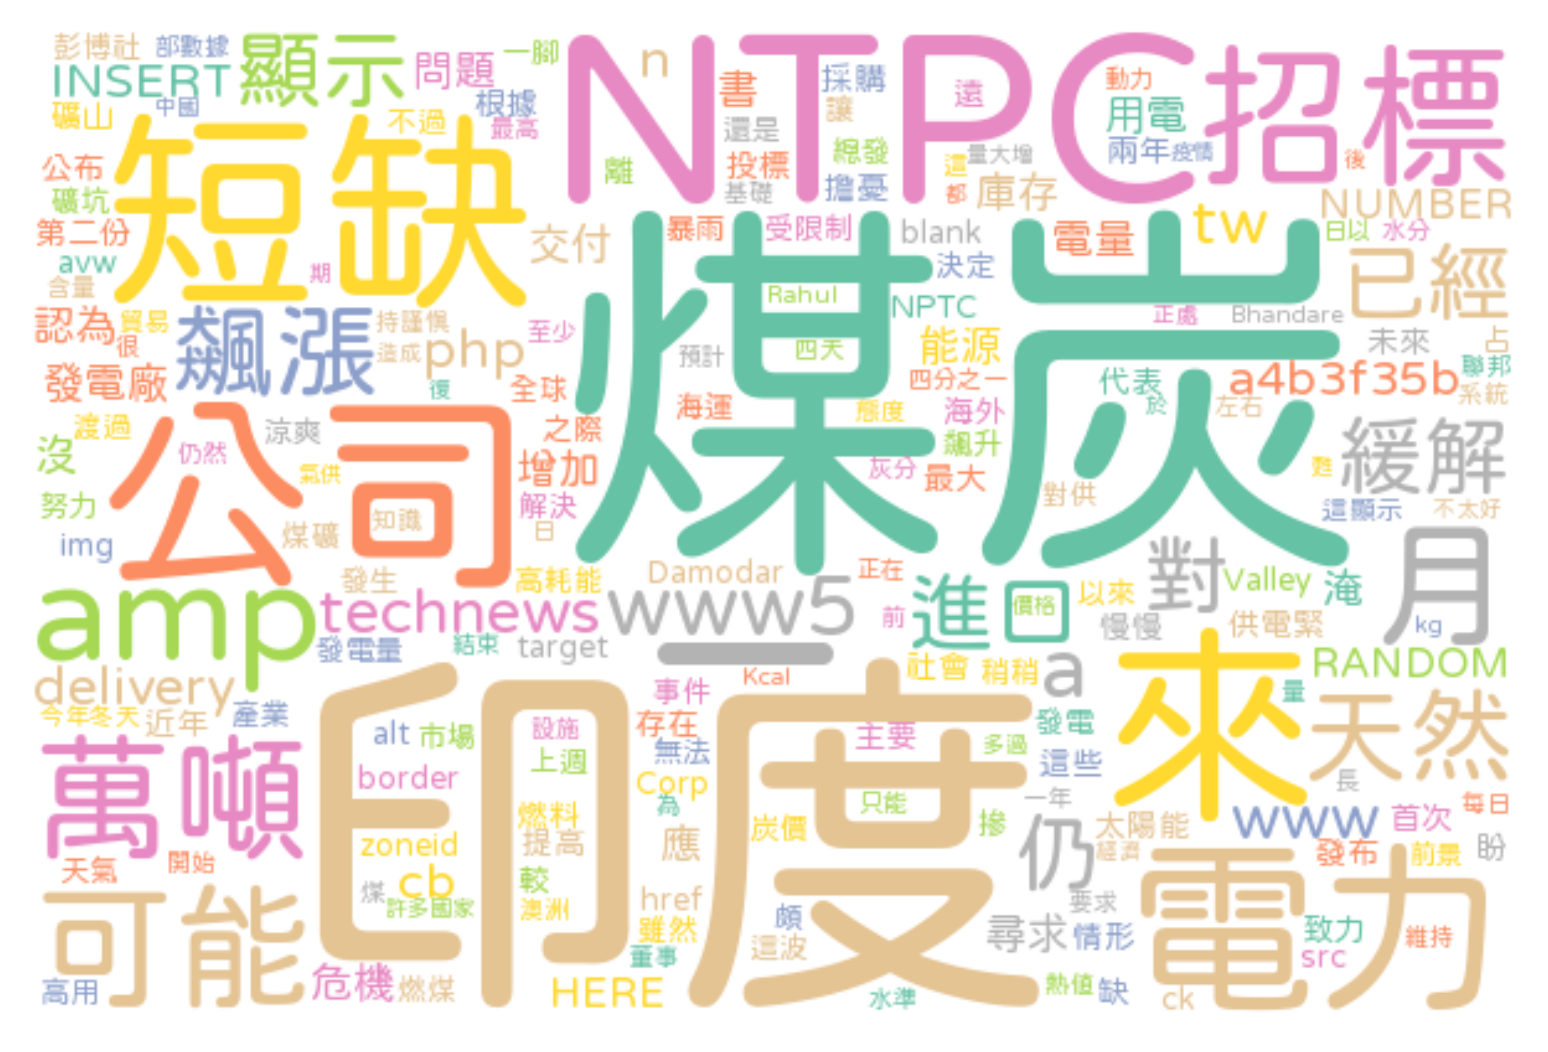 彭博社 部數據 顯示 問題 一腳 n NTPC 書 採購 遠 動力 招標
INSERT 礦山 中國 不過 根據 最高 讓 用電
短缺 離 還是 投標 基礎 總發 擔憂 這 都 量大增 庫存 兩年 疫情 後
公布 礦坑 第二份 avw 含量 期 交付 暴雨 受限制 blank 決定 電量 tw NUMBER 日以 水分 已經
認為 貿易 很 飆漲 持謹慎 造成 php 至少 煤炭 Rahul NPTC 正處 Bhandare
發電廠 復 全球 預計 四天 能源 四分之一 代表 於 a4b3f35b 左右 未來 占 聯邦 系統
渡過 沒 公司 涼爽 仍然 氣供 之際 增加 海運 態度 海外 飆升 灰分 最大 對供 緩解 甦
努力 img 煤礦 知識 解決 日 這顯示 不太好
amp 發生 高耗能 Damodar 正在 進口 價格 以來 對 Valley 淹 月
technews www5 _ 前 慢慢 供電緊 kg
delivery 發電量 結束 target Kcal 社會 稍稍 a 來 RANDOM 量
今年冬天 近年 產業 印度 事件 存在 主要 發電 天然
萬噸 alt 市場 設施 上週 無法 多過 這些 長
border Corp 為 只能 一年 www 首次 每日
天氣 開始 zoneid 燃料 提高 應 炭價 摻 仍 太陽能 經濟 發布 前景 盼
可能 煤 cb 許多國家 較 澳洲 href 雖然 頗 這波 尋求 要求 情形 電力 致力 維持
高用 危機 燃煤 HERE 董事 水準 熱值 缺 ck src